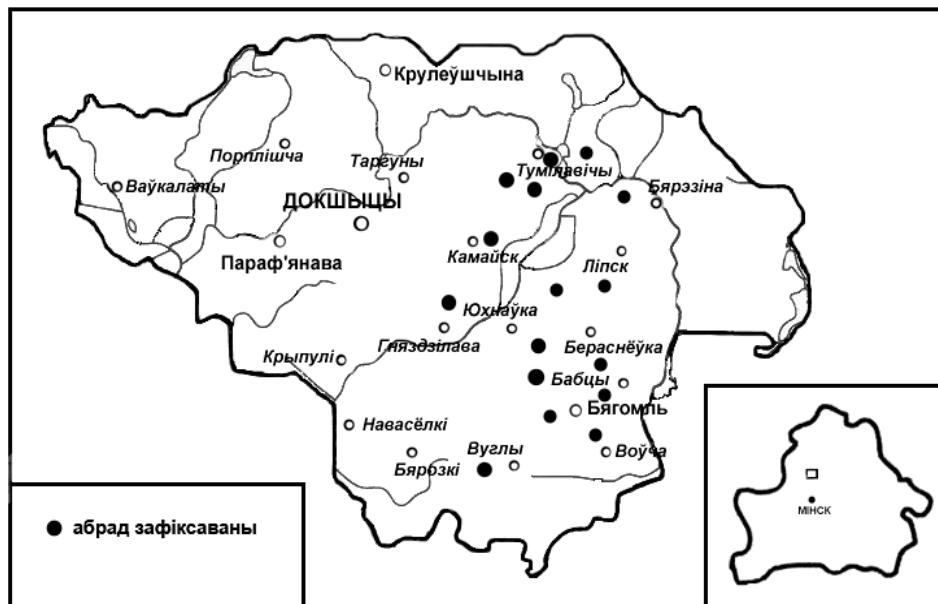 Крулеўшчына
Порплішча
Таргуны
Тумілавічы
Ваўкалаты
Бярэзіна
ДОКШЫЦЫ
Параф'янава
Камайск
Ліпск
Юхнаўка
Гняздзілава
Бераснёўка
Крыпулі
Бабцы
Бягомль
Навасёлкі
Вуглы
Воўча
Бярозкі
МІНСК
абрад зафіксаваны